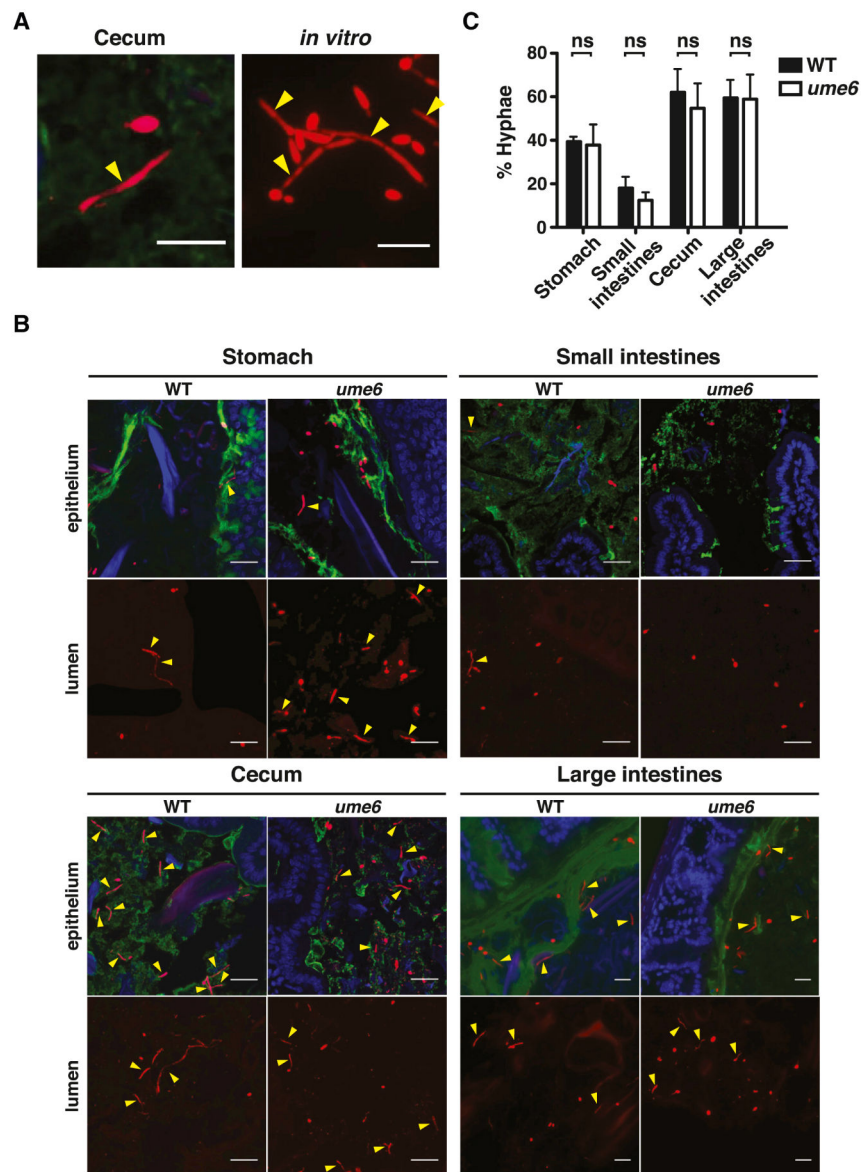 A
Cecum
in vitro
C
ns ns ns ns
WT
ume6
% Hyphae
80
60
40
20
0
Stomach
Small
intestines
Cecum
Large
intestines
B
Stomach
WT ume6
epithelium
lumen
Small intestines
WT ume6
Cecum
WT ume6
epithelium
lumen
Large intestines
WT ume6